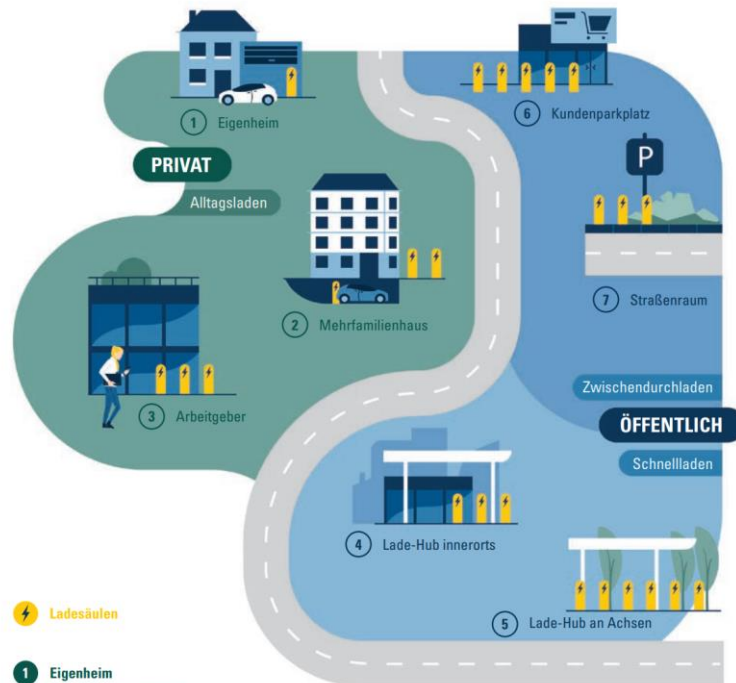 1 Eigenheim
PRIVAT
Alltagsladen
2 Mehrfamilienhaus
3 Arbeitgeber
6 Kundenparkplatz
P
7 Straßenraum
Zwischendurchladen
ÖFFENTLICH
Schnellladen
4 Lade-Hub innerorts
5 Lade-Hub an Achsen
Ladesäulen
1 Eigenheim